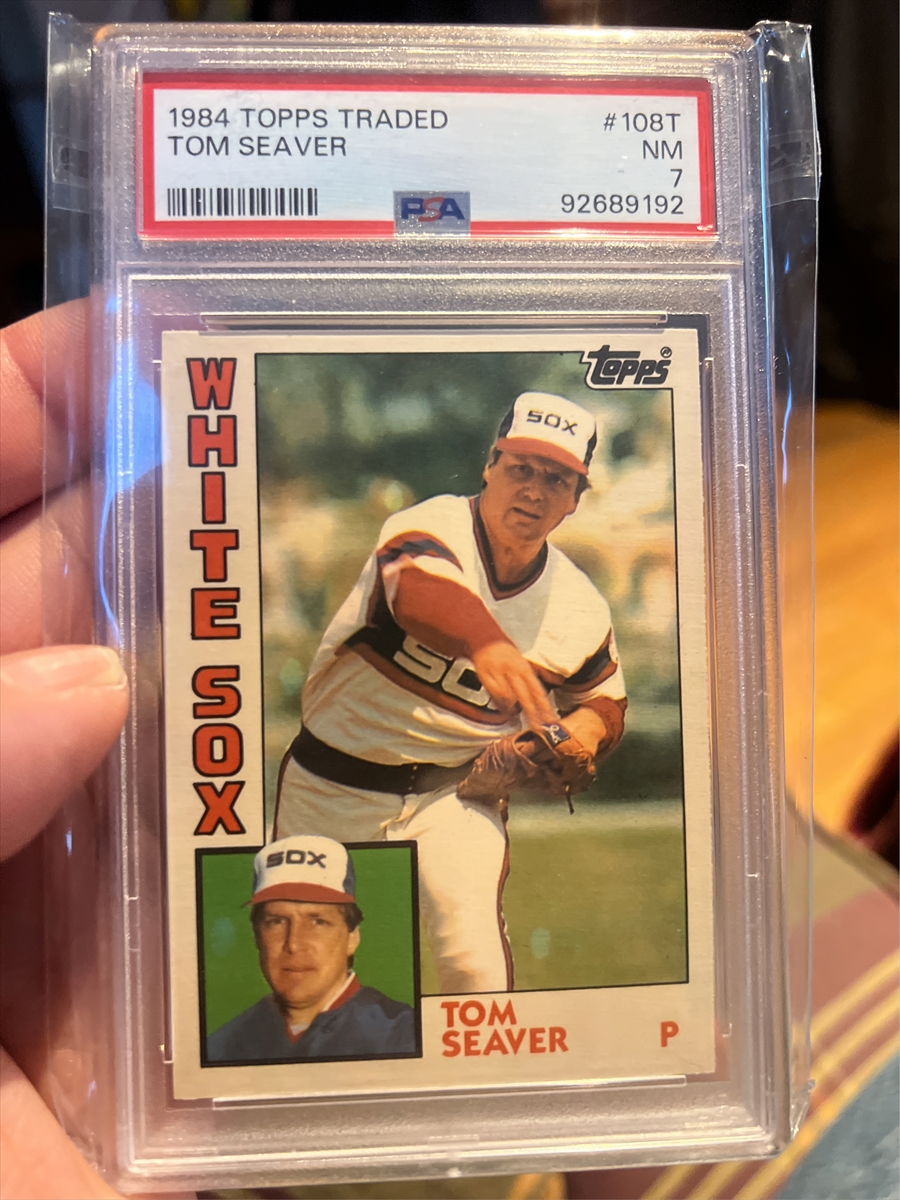 1984 TOPPS TRADED #108T
TOM SEAVER NM
7
PSA 92689192
Topps®
WHITE SOX
SOX
SOX
SOX
TOM
SEAVER P